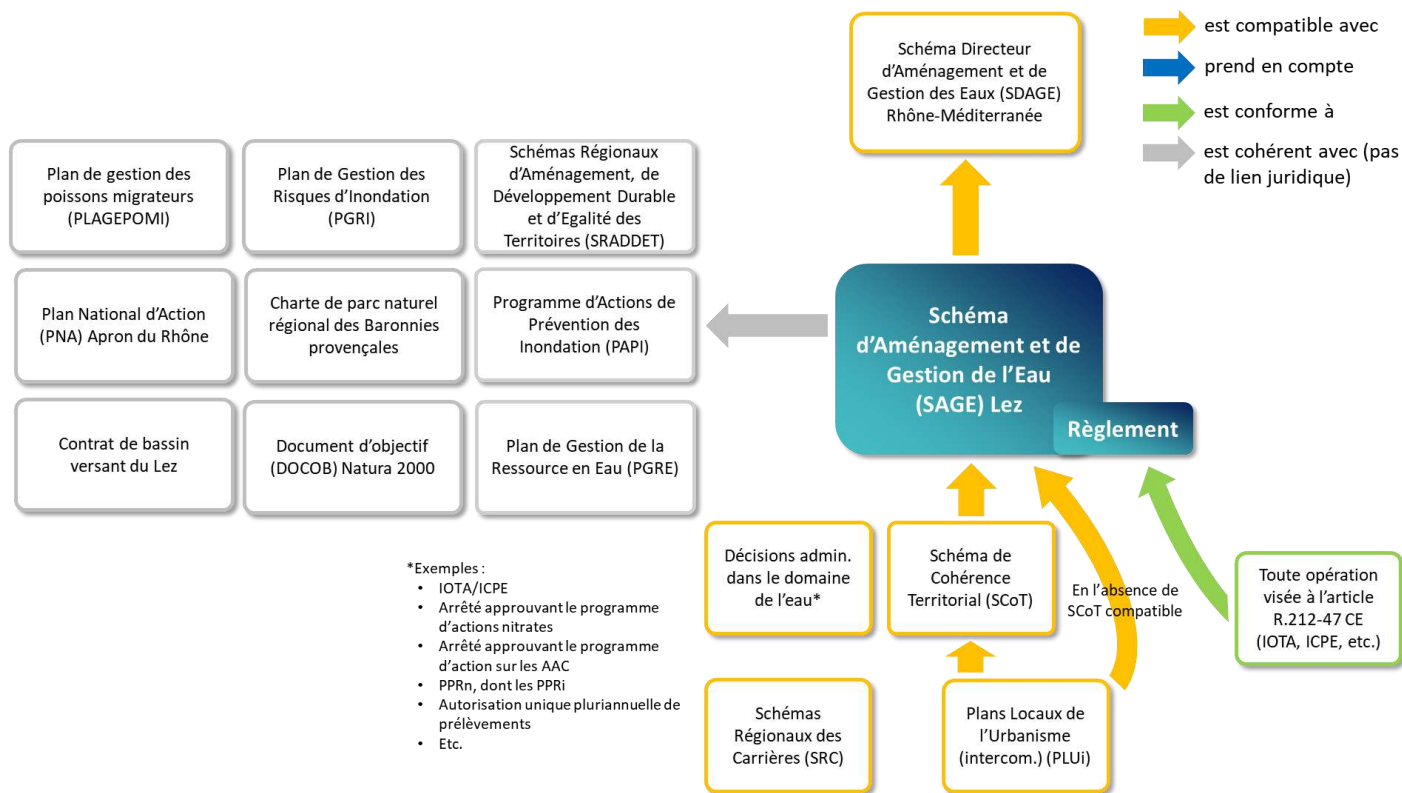 Schéma Directeur
d’Aménagement et de
Gestion des Eaux (SDAGE)
Rhône-Méditerranée
est compatible avec
prend en compte
est conforme à
est cohérent avec (pas
de lien juridique)
Plan de gestion des
poissons migrateurs
(PLAGEPOMI)
Plan de Gestion des
Risques d’Inondation
(PGRI)
Schémas Régionaux
d’Aménagement, de
Développement Durable
et d’Egalité des
Territoires (SRADDET)
Plan National d’Action
(PNA) Apron du Rhône
Charte de parc naturel
régional des Baronnies
provençales
Programme d’Actions de
Prévention des
Inondation (PAPI)
Contrat de bassin
versant du Lez
Document d’objectif
(DOCOB) Natura 2000
Plan de Gestion de la
Ressource en Eau (PGRE)
Schéma
d’Aménagement et de
Gestion de l’Eau
(SAGE) Lez
Règlement
*Exemples :
• IOTA/ICPE
• Arrêté approuvant le programme
d’actions nitrates
• Arrêté approuvant le programme
d’action sur les AAC
• PPRn, dont les PPRi
• Autorisation unique pluriannuelle de
prélèvements
• Etc.
Décisions admin.
dans le domaine
de l’eau*
Schéma de
Cohérence
Territorial (SCoT)
En l’absence de
SCoT compatible
Toute opération
visée à l’article
R.212-47 CE
(IOTA, ICPE, etc.)
Schémas
Régionaux des
Carrières (SRC)
Plans Locaux de
l’Urbanisme
(intercom.) (PLUi)